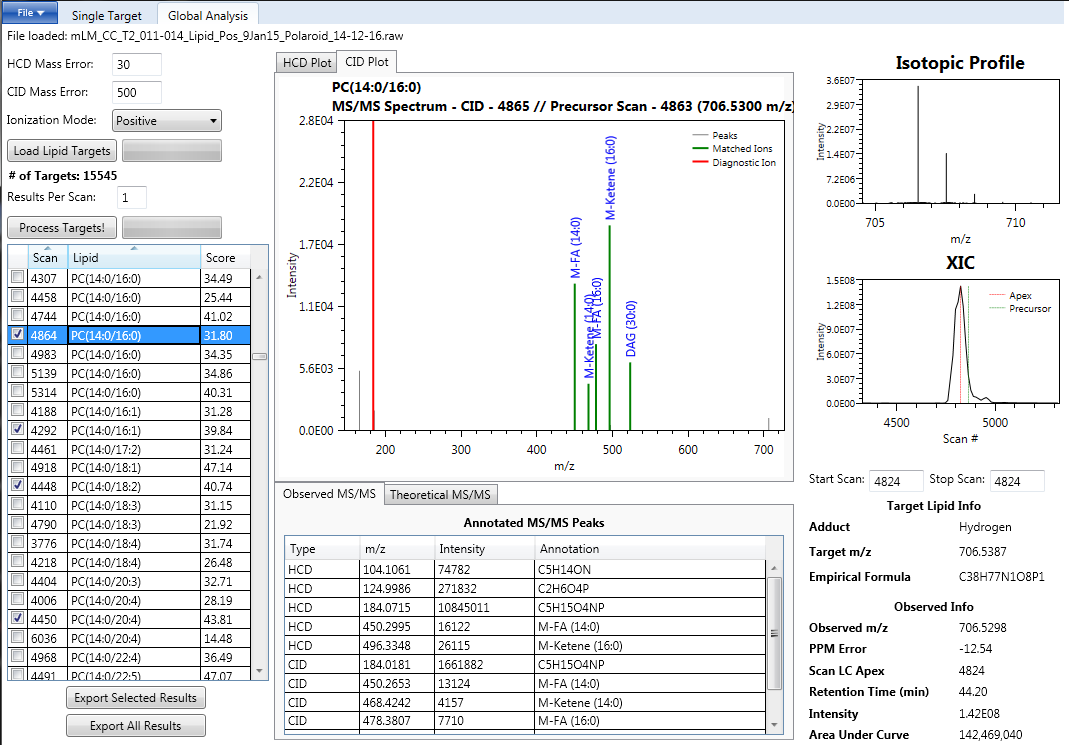 File
Single Target
Global Analysis
File loaded: mLM_CC_T2_011-014_Lipid_Pos_9Jan15_Polaroid_14-12-16.raw
HCD Mass Error: 30
CID Mass Error: 500
Ionization Mode: Positive
Load Lipid Targets
# of Targets: 15545
Results Per Scan: 1
Process Targets!
Scan Lipid Score
4307 PC(14:0/16:0) 34.49
4458 PC(14:0/16:0) 25.44
4744 PC(14:0/16:0) 41.02
4864 PC(14:0/16:0) 31.80
4983 PC(14:0/16:0) 34.35
5139 PC(14:0/16:0) 34.86
5314 PC(14:0/16:0) 40.31
4188 PC(14:0/16:1) 31.28
4292 PC(14:0/16:1) 39.84
4461 PC(14:0/17:2) 31.24
4918 PC(14:0/18:1) 47.14
4448 PC(14:0/18:2) 40.74
4110 PC(14:0/18:3) 31.15
4790 PC(14:0/18:3) 21.92
3776 PC(14:0/18:4) 31.74
4218 PC(14:0/18:4) 26.48
4404 PC(14:0/20:3) 32.71
4006 PC(14:0/20:4) 28.19
4450 PC(14:0/20:4) 43.81
6036 PC(14:0/20:4) 14.48
4968 PC(14:0/22:4) 36.49
4491 PC(14:0/22:5) 47.07
Export Selected Results
Export All Results
HCD Plot
CID Plot
PC(14:0/16:0)
MS/MS Spectrum - CID - 4865 // Precursor Scan - 4863 (706.5300 m/z)
2.8E04
2.2E04
1.7E04
1.1E04
5.6E03
0.0E00
Intensity
Peaks
Matched Ions
Diagnostic Ion
M-FA (14:0)
M-Ketene (14:0)
M-FA (16:0)
M-Ketene (16:0)
DAG (30:0)
200 300 400 500 600 700
m/z
Observed MS/MS
Theoretical MS/MS
Annotated MS/MS Peaks
Type m/z Intensity Annotation
HCD 104.1061 74782 C5H14ON
HCD 124.9986 271832 C2H6O4P
HCD 184.0715 10845011 C5H15O4NP
HCD 450.2995 16122 M-FA (14:0)
HCD 496.3348 26115 M-Ketene (16:0)
CID 184.0181 1661882 C5H15O4NP
CID 450.2653 13124 M-FA (14:0)
CID 468.4242 4157 M-Ketene (14:0)
CID 478.3807 7710 M-FA (16:0)
Isotopic Profile
3.6E07
2.9E07
2.2E07
1.4E07
7.2E06
0.0E00
Intensity
705 710
m/z
XIC
1.5E08
1.2E08
9.0E07
6.0E07
3.0E07
0.0E00
Intensity
Apex
Precursor
4500 5000
Scan #
Start Scan: 4824 Stop Scan: 4824
Target Lipid Info
Adduct Hydrogen
Target m/z 706.5387
Empirical Formula C38H77N1O8P1
Observed Info
Observed m/z 706.5298
PPM Error -12.54
Scan LC Apex 4824
Retention Time (min) 44.20
Intensity 1.42E08
Area Under Curve 142,469,040